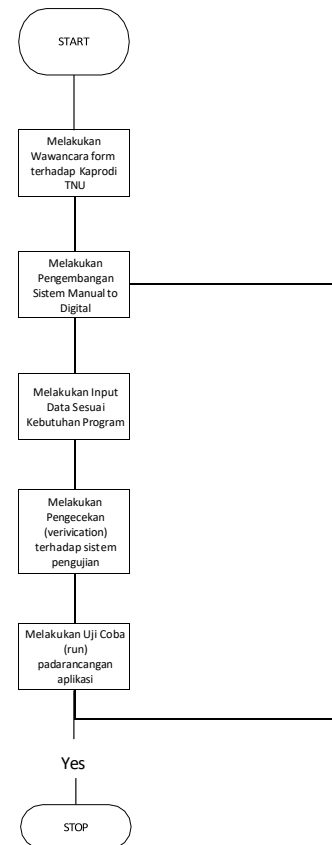 START
Melakukan
Wawancara form
terhadap Kaprodi
TNU
Melakukan
Pengembangan
Sistem Manual to
Digital
Melakukan Input
Data Sesuai
Kebutuhan Program
Melakukan
Pengecekan
(verivication)
terhadap sistem
pengujian
Melakukan Uji Coba
(run)
padarancangan
aplikasi
Yes
STOP